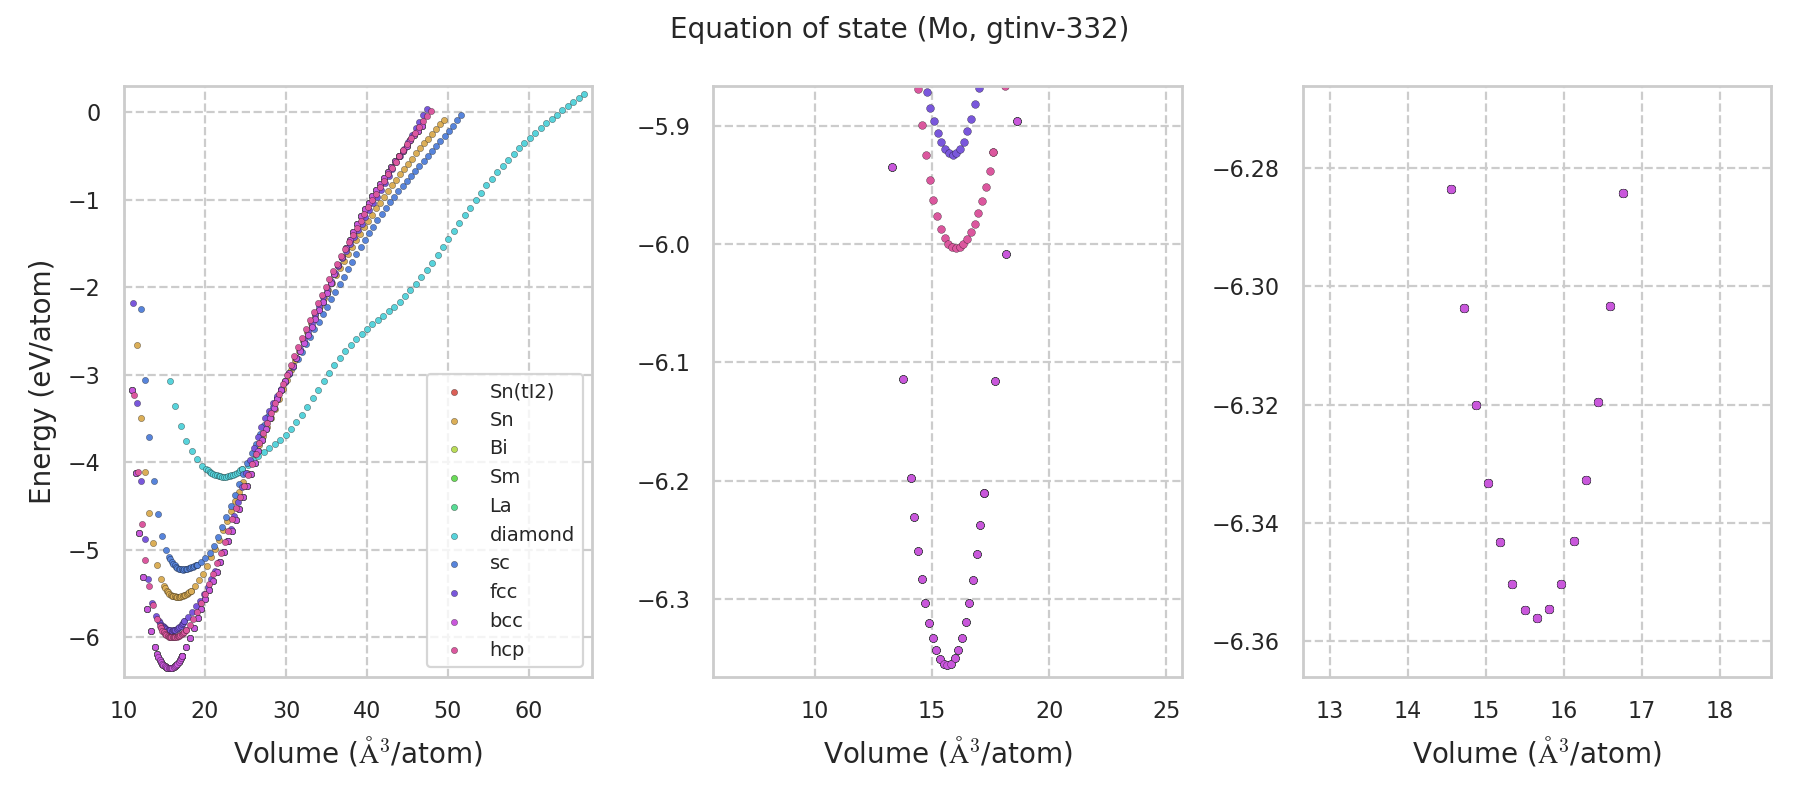 Equation of state (Mo, gtinv-332)
Energy (eV/atom)
0
−1
−2
−3
−4
−5
−6
10 20 30 40 50 60
Volume (Å³/atom)
Sn(tI2)
Sn
Bi
Sm
La
diamond
sc
fcc
bcc
hcp
−5.9
−6.0
−6.1
−6.2
−6.3
10 15 20 25
Volume (Å³/atom)
−6.28
−6.30
−6.32
−6.34
−6.36
13 14 15 16 17 18
Volume (Å³/atom)